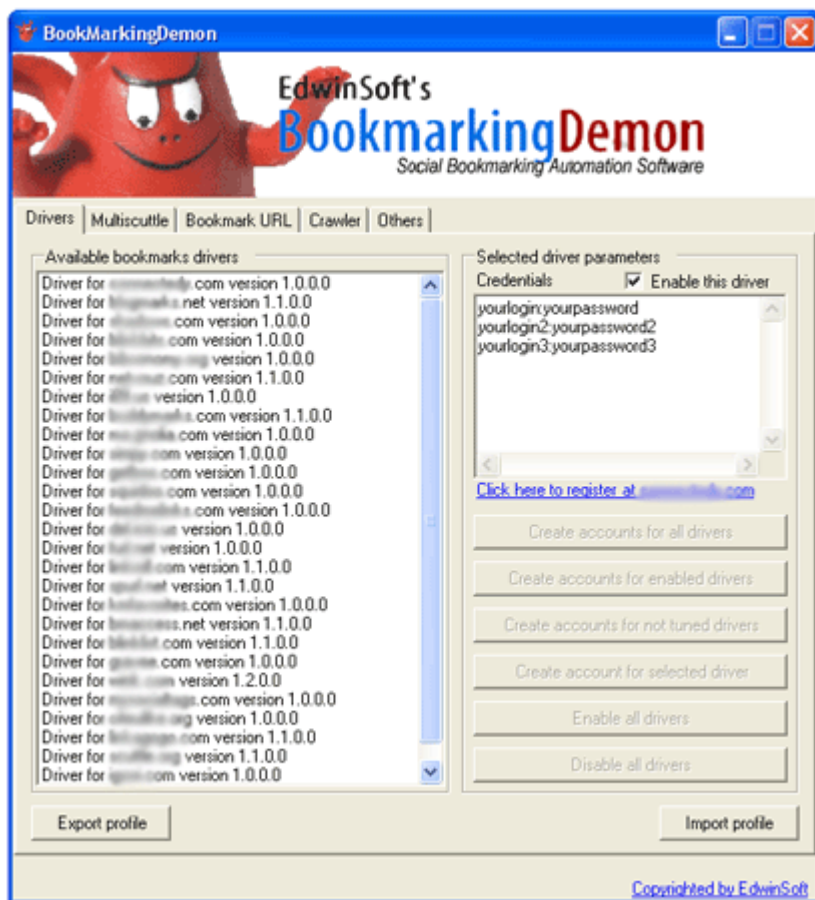 BookMarkingDemon
EdwinSoft's
BookmarkingDemon
Social Bookmarking Automation Software
Drivers Multiscuttle Bookmark URL Crawler Others
Available bookmarks drivers
Driver for .com version 1.0.0.0
Driver for .net version 1.1.0.0
Driver for .com version 1.0.0.0
Driver for .com version 1.0.0.0
Driver for .org version 1.0.0.0
Driver for .com version 1.1.0.0
Driver for version 1.0.0.0
Driver for .com version 1.1.0.0
Driver for .com version 1.0.0.0
Driver for .com version 1.0.0.0
Driver for .com version 1.0.0.0
Driver for .com version 1.0.0.0
Driver for .com version 1.0.0.0
Driver for version 1.0.0.0
Driver for .net version 1.0.0.0
Driver for .com version 1.1.0.0
Driver for .net version 1.1.0.0
Driver for .com version 1.0.0.0
Driver for .net version 1.1.0.0
Driver for .com version 1.1.0.0
Driver for .com version 1.0.0.0
Driver for .com version 1.2.0.0
Driver for .com version 1.0.0.0
Driver for .org version 1.0.0.0
Driver for .com version 1.1.0.0
Driver for .org version 1.1.0.0
Driver for .com version 1.0.0.0
Export profile
Selected driver parameters
Credentials Enable this driver
yourlogin:yourpassword
yourlogin2:yourpassword2
yourlogin3:yourpassword3
Click here to register at .com
Create accounts for all drivers
Create accounts for enabled drivers
Create accounts for not tuned drivers
Create account for selected driver
Enable all drivers
Disable all drivers
Import profile
Copyrighted by EdwinSoft